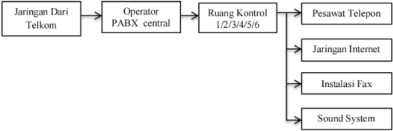 Jaringan Dari
Telkom
Operator
PABX central
Ruang Kontrol
1/2/3/4/5/6
Pesawat Telepon
Jaringan Internet
Instalasi Fax
Sound System